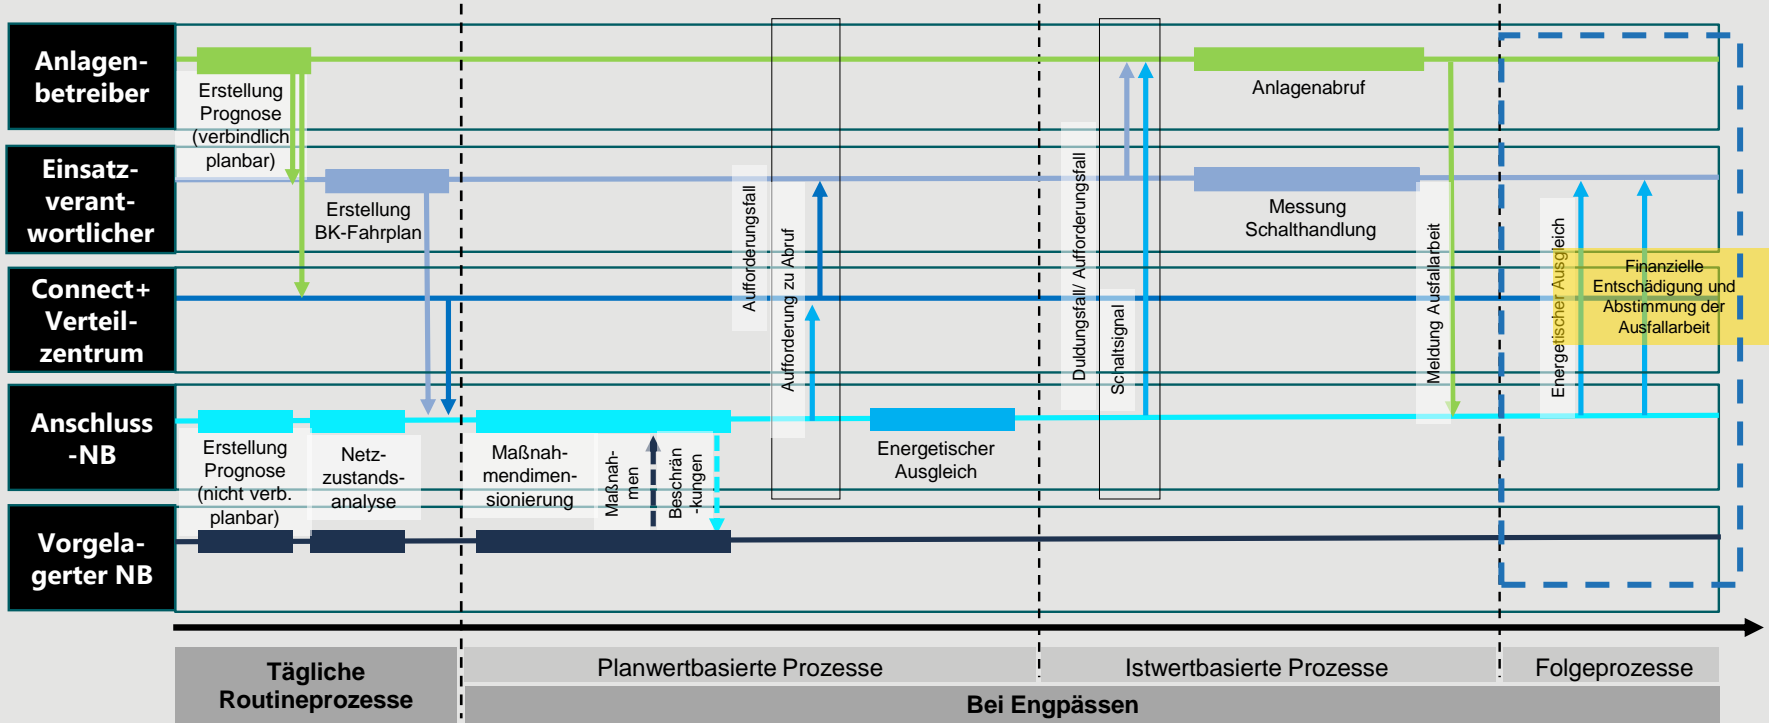 Anlagen-
betreiber
Erstellung
Prognose
(verbindlich
planbar)
Anlagenabruf
Einsatz-
verant-
wortlicher
Erstellung
BK-Fahrplan
Aufforderungsfall
Aufforderung zu Abruf
Duldungsfall/ Aufforderungsfall
Schaltsignal
Messung
Schalthandlung
Meldung Ausfallarbeit
Energetischer Ausgleich
Finanzielle
Entschädigung und
Abstimmung der
Ausfallarbeit
Connect+
Verteil-
zentrum
Anschluss
-NB
Erstellung
Prognose
(nicht verb.
planbar)
Netz-
zustands-
analyse
Maßnah-
mendimen-
sionierung
Maßnah-
men
Beschrän
-kungen
Energetischer
Ausgleich
Vorgela-
gerter NB
Tägliche
Routineprozesse
Planwertbasierte Prozesse
Istwertbasierte Prozesse
Folgeprozesse
Bei Engpässen